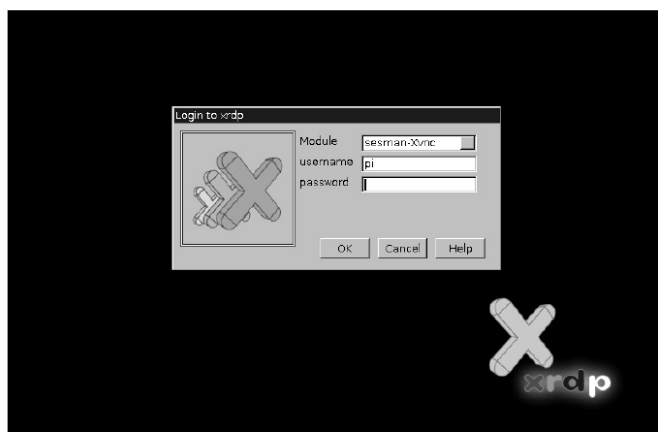 Login to xrdp
Module sesman-Xvnc
username pi
password
OK Cancel Help
xrdp